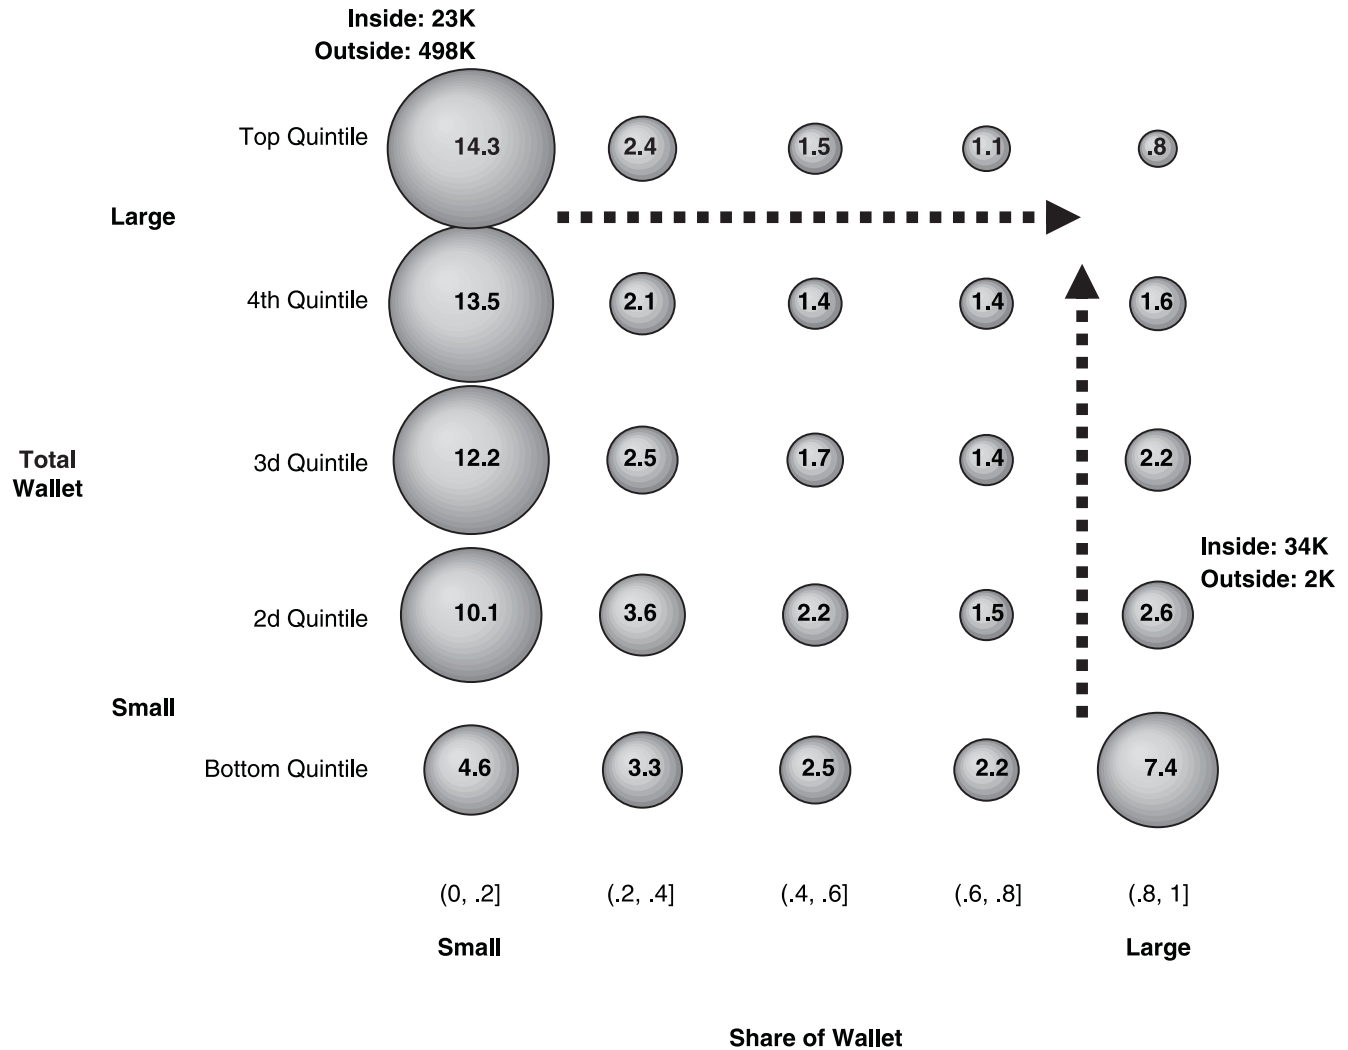 Inside: 23K
Outside: 498K
Top Quintile
14.3
2.4
1.5
1.1
.8
Large
4th Quintile
13.5
2.1
1.4
1.4
1.6
Total
Wallet
3d Quintile
12.2
2.5
1.7
1.4
2.2
Inside: 34K
Outside: 2K
2d Quintile
10.1
3.6
2.2
1.5
2.6
Small
Bottom Quintile
4.6
3.3
2.5
2.2
7.4
(0, .2]
(.2, .4]
(.4, .6]
(.6, .8]
(.8, 1]
Small
Large
Share of Wallet